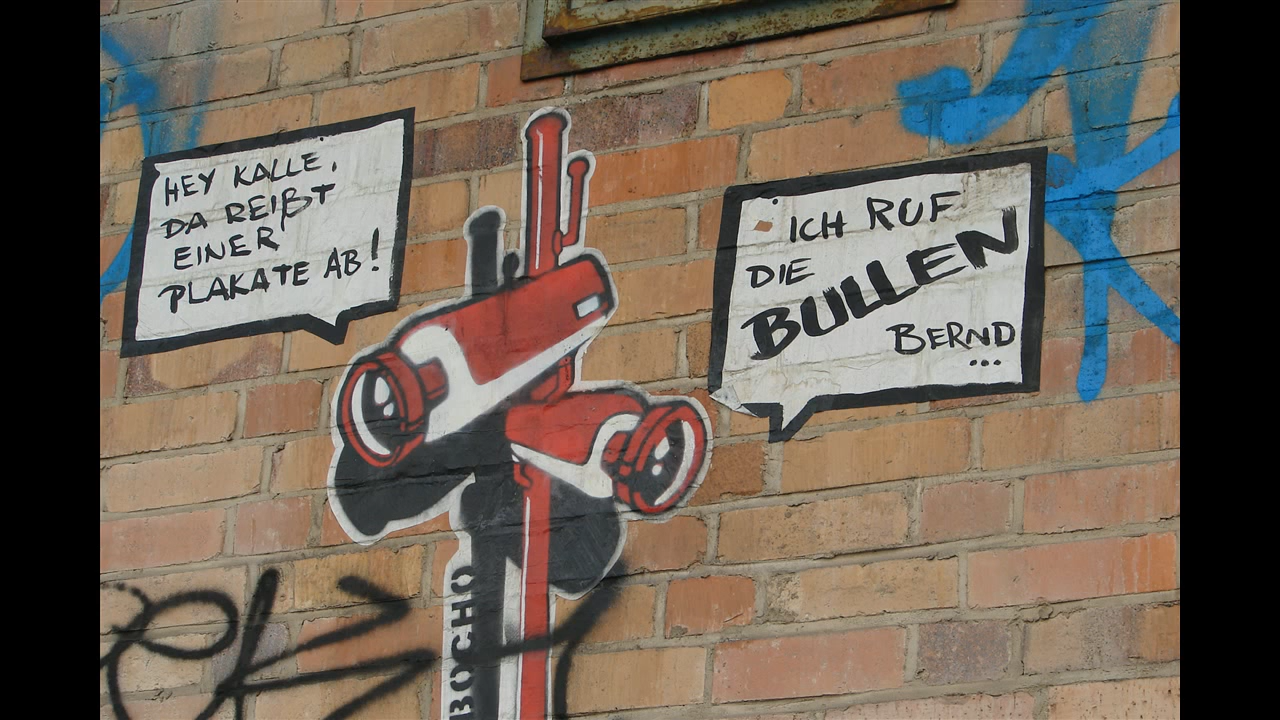 HEY KALLE,
DA REIßT
EINER
PLAKATE AB!
ICH RUF
DIE
BULLEN
BERND
...
BOCHO